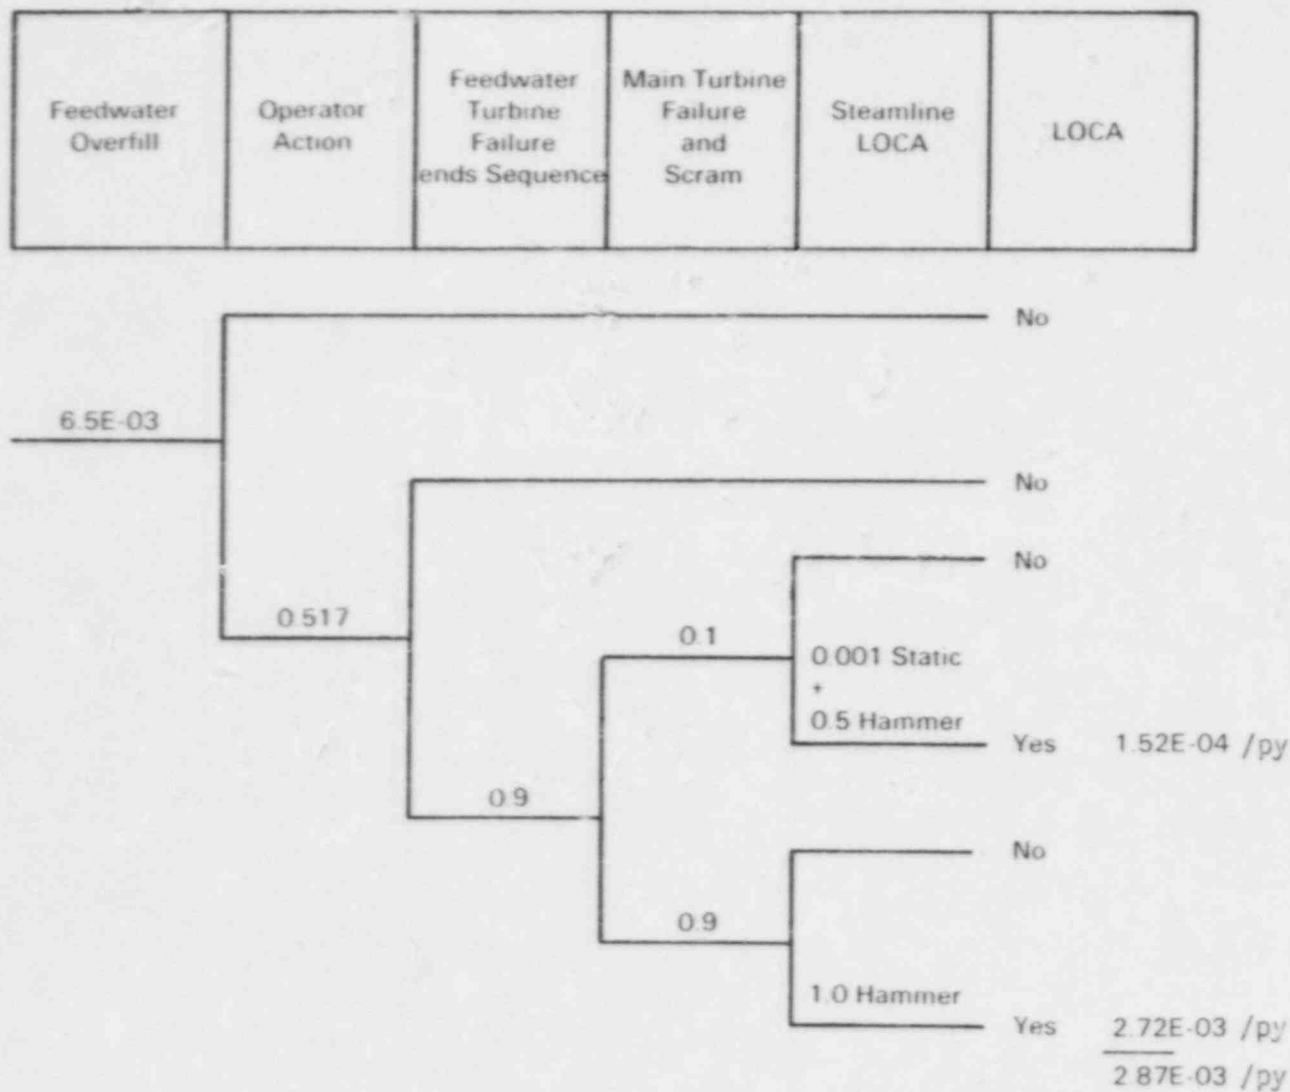 Feedwater
Overfill
Operator
Action
Feedwater
Turbine
Failure
ends Sequence
Main Turbine
Failure
and
Scram
Steamline
LOCA
LOCA
No
6.5E-03
No
No
0.517
0.1
0.001 Static
+
0.5 Hammer
Yes 1.52E-04 /py
0.9
No
0.9
1.0 Hammer
Yes 2.72E-03 /py
2.87E-03 /py